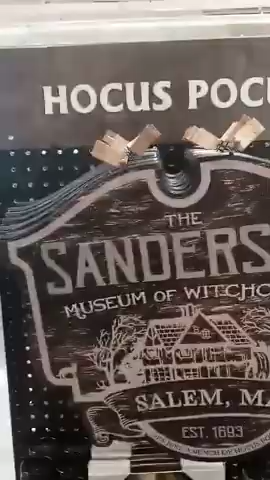 HOCUS POCU
THE
SANDERS
MUSEUM OF WITCHC
SALEM, MA
EST. 1693